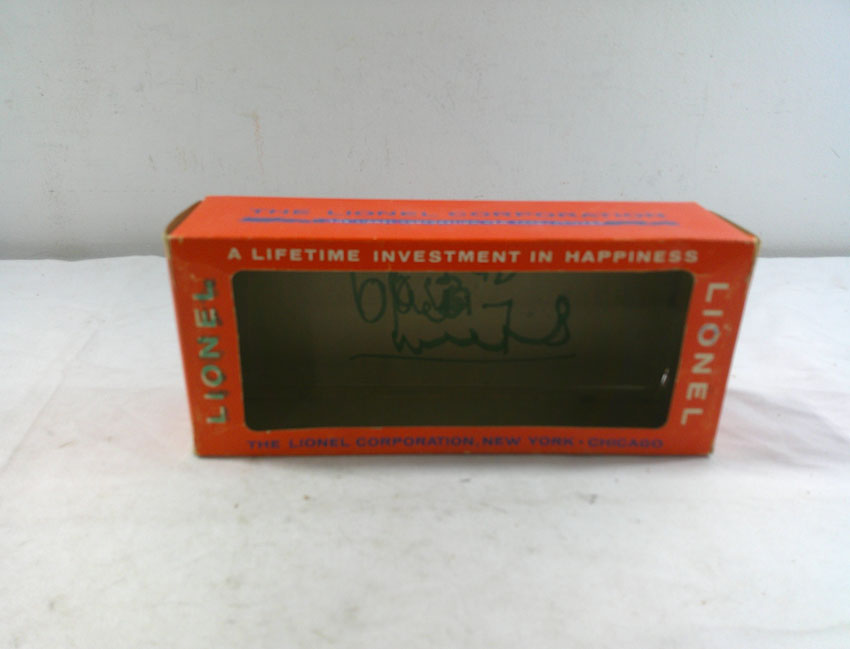 THE LIONEL CORPORATION
A LIFETIME INVESTMENT IN HAPPINESS
LIONEL
LIONEL
THE LIONEL CORPORATION, NEW YORK • CHICAGO